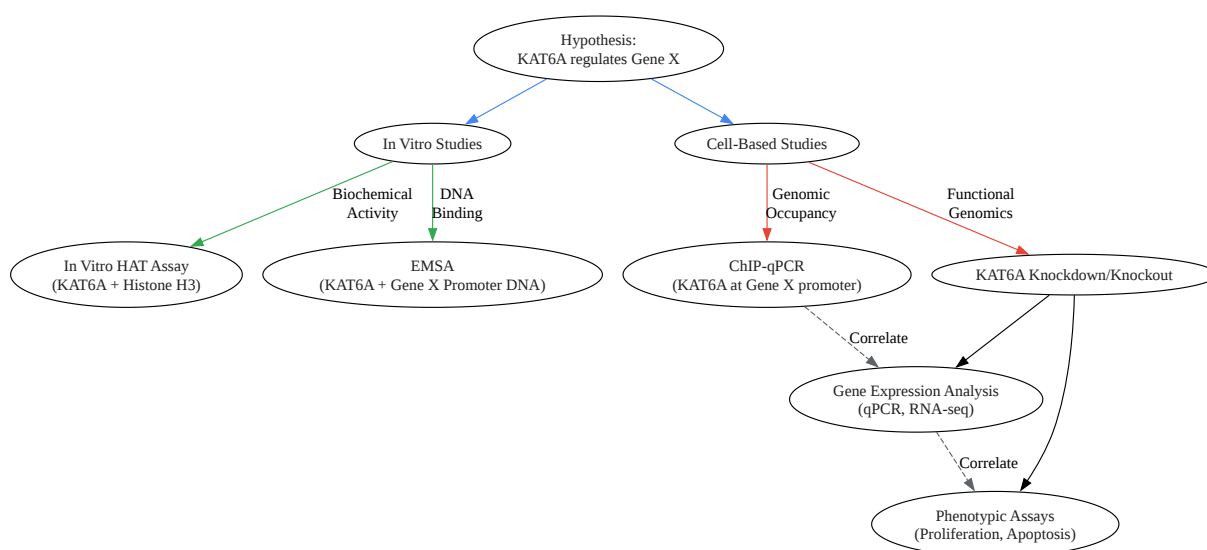 Hypothesis:
KAT6A regulates Gene X
In Vitro Studies
Cell-Based Studies
Biochemical
Activity
DNA
Binding
Genomic
Occupancy
Functional
Genomics
In Vitro HAT Assay
(KAT6A + Histone H3)
EMSA
(KAT6A + Gene X Promoter DNA)
ChIP-qPCR
(KAT6A at Gene X promoter)
KAT6A Knockdown/Knockout
Correlate
Gene Expression Analysis
(qPCR, RNA-seq)
Correlate
Phenotypic Assays
(Proliferation, Apoptosis)